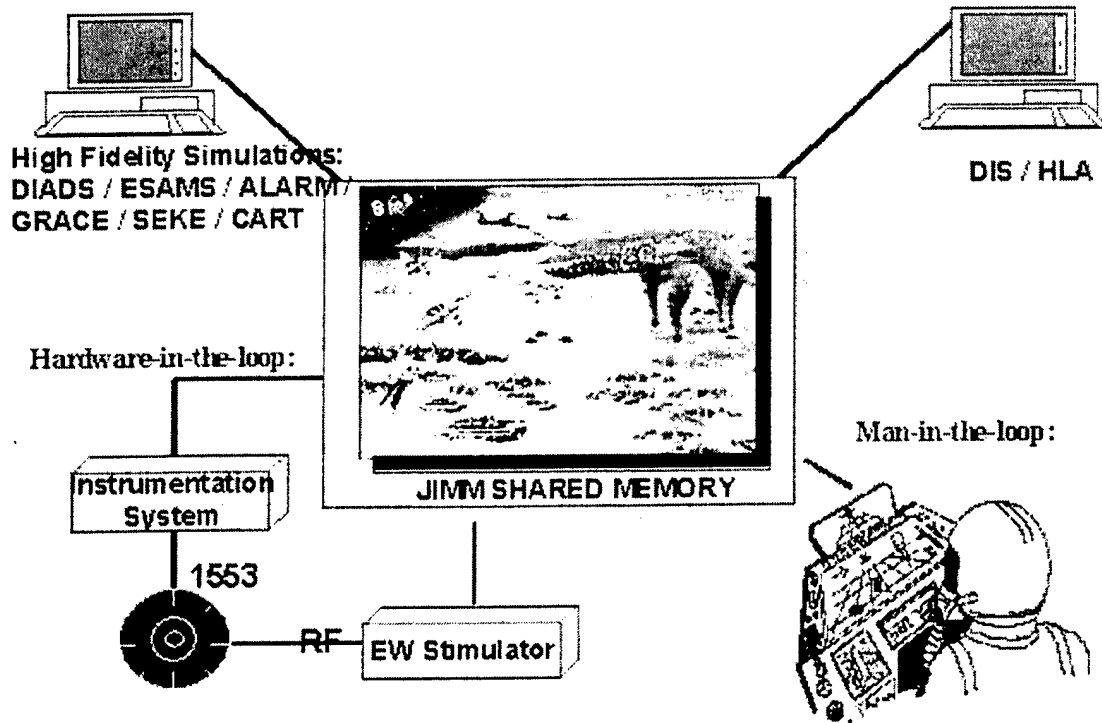 High Fidelity Simulations:
DIADS / ESAMS / ALARM /
GRACE / SEKE / CART
DIS / HLA
Hardware-in-the-loop:
Man-in-the-loop:
JIMM SHARED MEMORY
Instrumentation
System
1553
RF
EW Stimulator